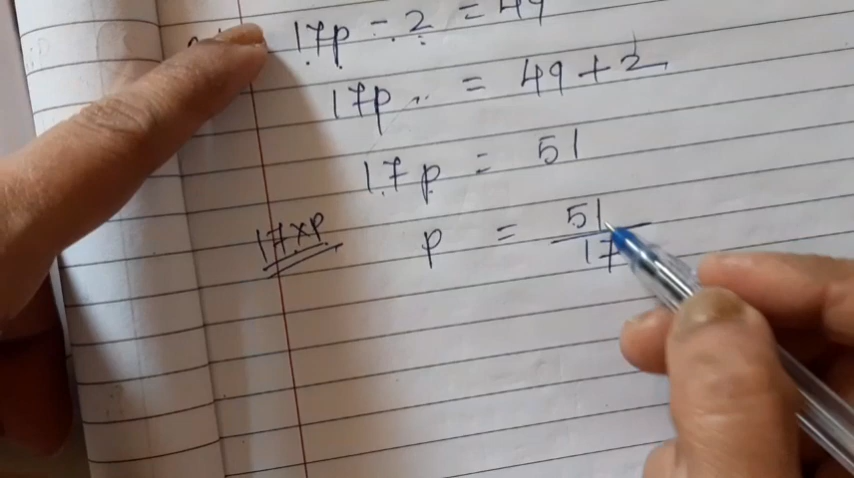 17p - 2 = 49
17p = 49 + 2
17p = 51
17xp p = 51/17